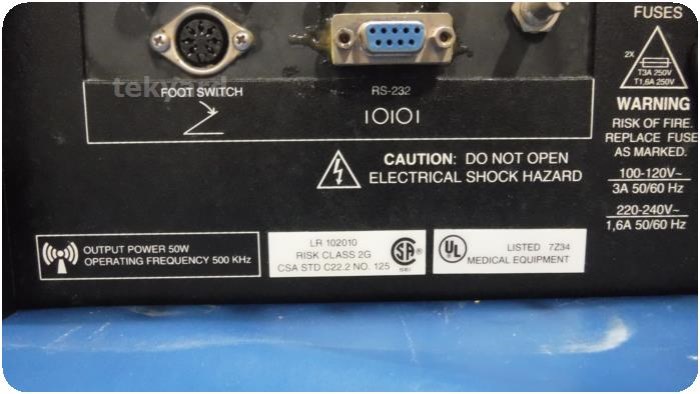 FUSES
2X
T3A 250V
T1,6A 250V
WARNING
RISK OF FIRE.
REPLACE FUSE
AS MARKED.
100-120V~
3A 50/60 Hz
220-240V~
1,6A 50/60 Hz
FOOT SWITCH
RS-232
IOIOI
CAUTION: DO NOT OPEN
ELECTRICAL SHOCK HAZARD
OUTPUT POWER 50W
OPERATING FREQUENCY 500 KHz
LR 102010
RISK CLASS 2G
CSA STD C22.2 NO. 125
SA ®
UL
LISTED 7Z34
MEDICAL EQUIPMENT